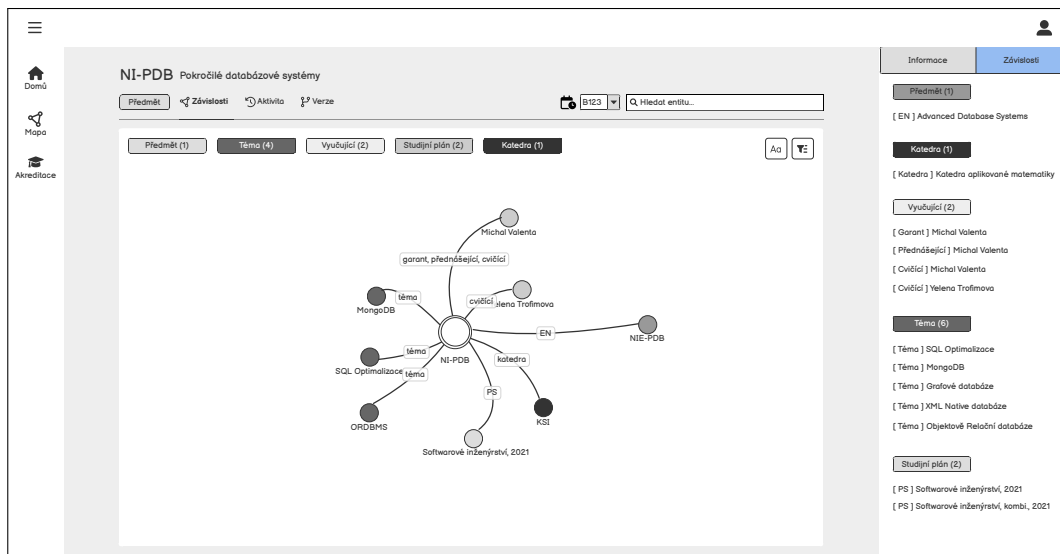 Domů
Mapa
Akreditace
NI-PDB Pokročilé databázové systémy
Předmět Závislosti Aktivita Verze
B123 Hledat entitu...
Předmět (1) Téma (4) Vyučující (2) Studijní plán (2) Katedra (1)
Aa
Michal Valenta
garant, přednášející, cvičící
MongoDB
téma
cvičící
Yelena Trofimova
EN
NIE-PDB
NI-PDB
téma
SQL Optimalizace
téma
katedra
PS
ORDBMS
KSI
Softwarové inženýrství, 2021
Informace Závislosti
Předmět (1)
[ EN ] Advanced Database Systems
Katedra (1)
[ Katedra ] Katedra aplikované matematiky
Vyučující (2)
[ Garant ] Michal Valenta
[ Přednášející ] Michal Valenta
[ Cvičící ] Michal Valenta
[ Cvičící ] Yelena Trofimova
Téma (6)
[ Téma ] SQL Optimalizace
[ Téma ] MongoDB
[ Téma ] Grafové databáze
[ Téma ] XML Native databáze
[ Téma ] Objektově Relační databáze
Studijní plán (2)
[ PS ] Softwarové inženýrství, 2021
[ PS ] Softwarové inženýrství, kombi., 2021